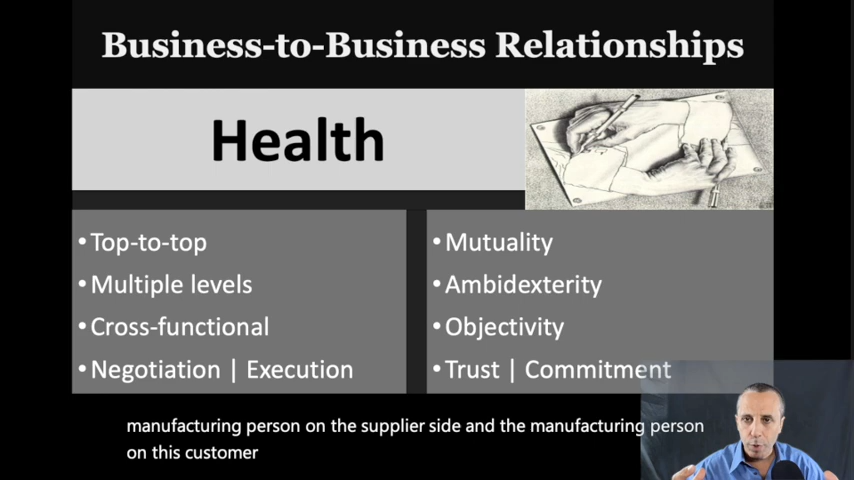 Business-to-Business Relationships
Health
• Top-to-top
• Multiple levels
• Cross-functional
• Negotiation | Execution
• Mutuality
• Ambidexterity
• Objectivity
• Trust | Commitment
manufacturing person on the supplier side and the manufacturing person
on this customer